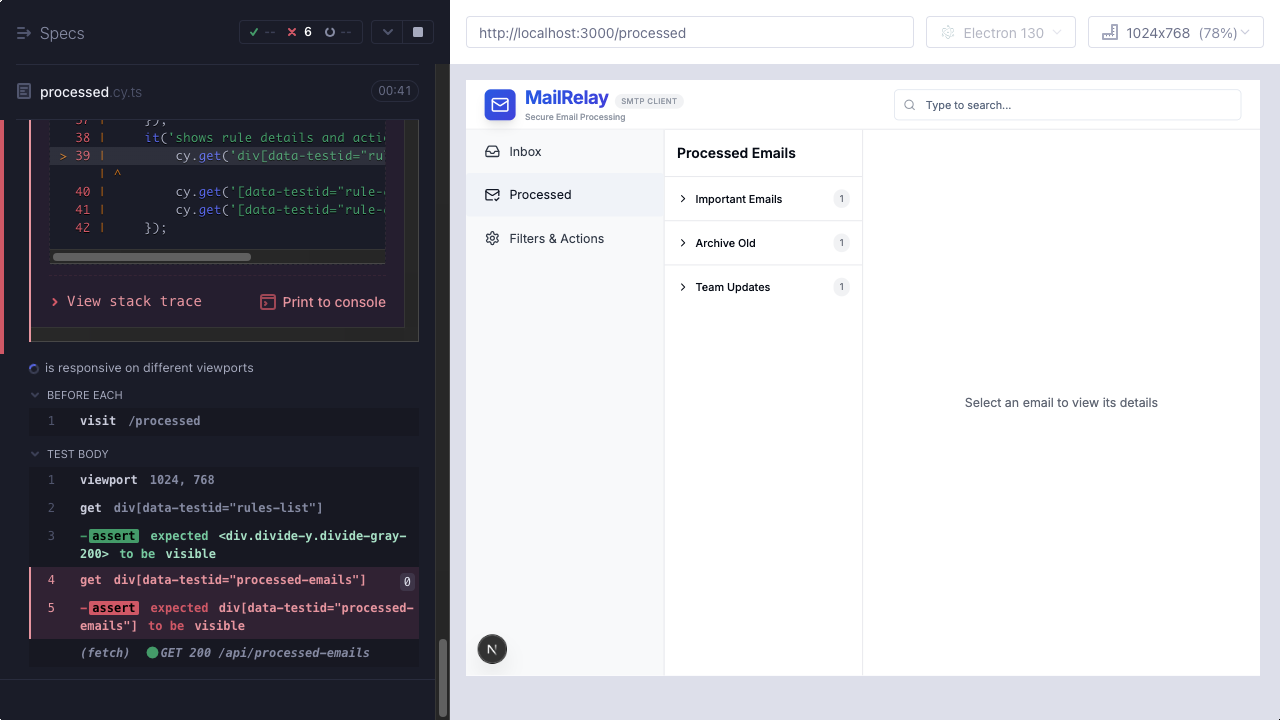 Specs
-- 6 --
processed.cy.ts 00:41
37 | });
38 | it('shows rule details and actio
> 39 | cy.get('div[data-testid="rul
| ^
40 | cy.get('[data-testid="rule-
41 | cy.get('[data-testid="rule-
42 | });
View stack trace
Print to console
is responsive on different viewports
BEFORE EACH
1 visit /processed
TEST BODY
1 viewport 1024, 768
2 get div[data-testid="rules-list"]
3 -assert expected <div.divide-y.divide-gray-
200> to be visible
4 get div[data-testid="processed-emails"] 0
5 -assert expected div[data-testid="processed-
emails"] to be visible
(fetch) GET 200 /api/processed-emails
http://localhost:3000/processed
Electron 130
1024x768 (78%)
MailRelay SMTP CLIENT
Secure Email Processing
Type to search...
Inbox
Processed
Filters & Actions
Processed Emails
Important Emails 1
Archive Old 1
Team Updates 1
Select an email to view its details
N